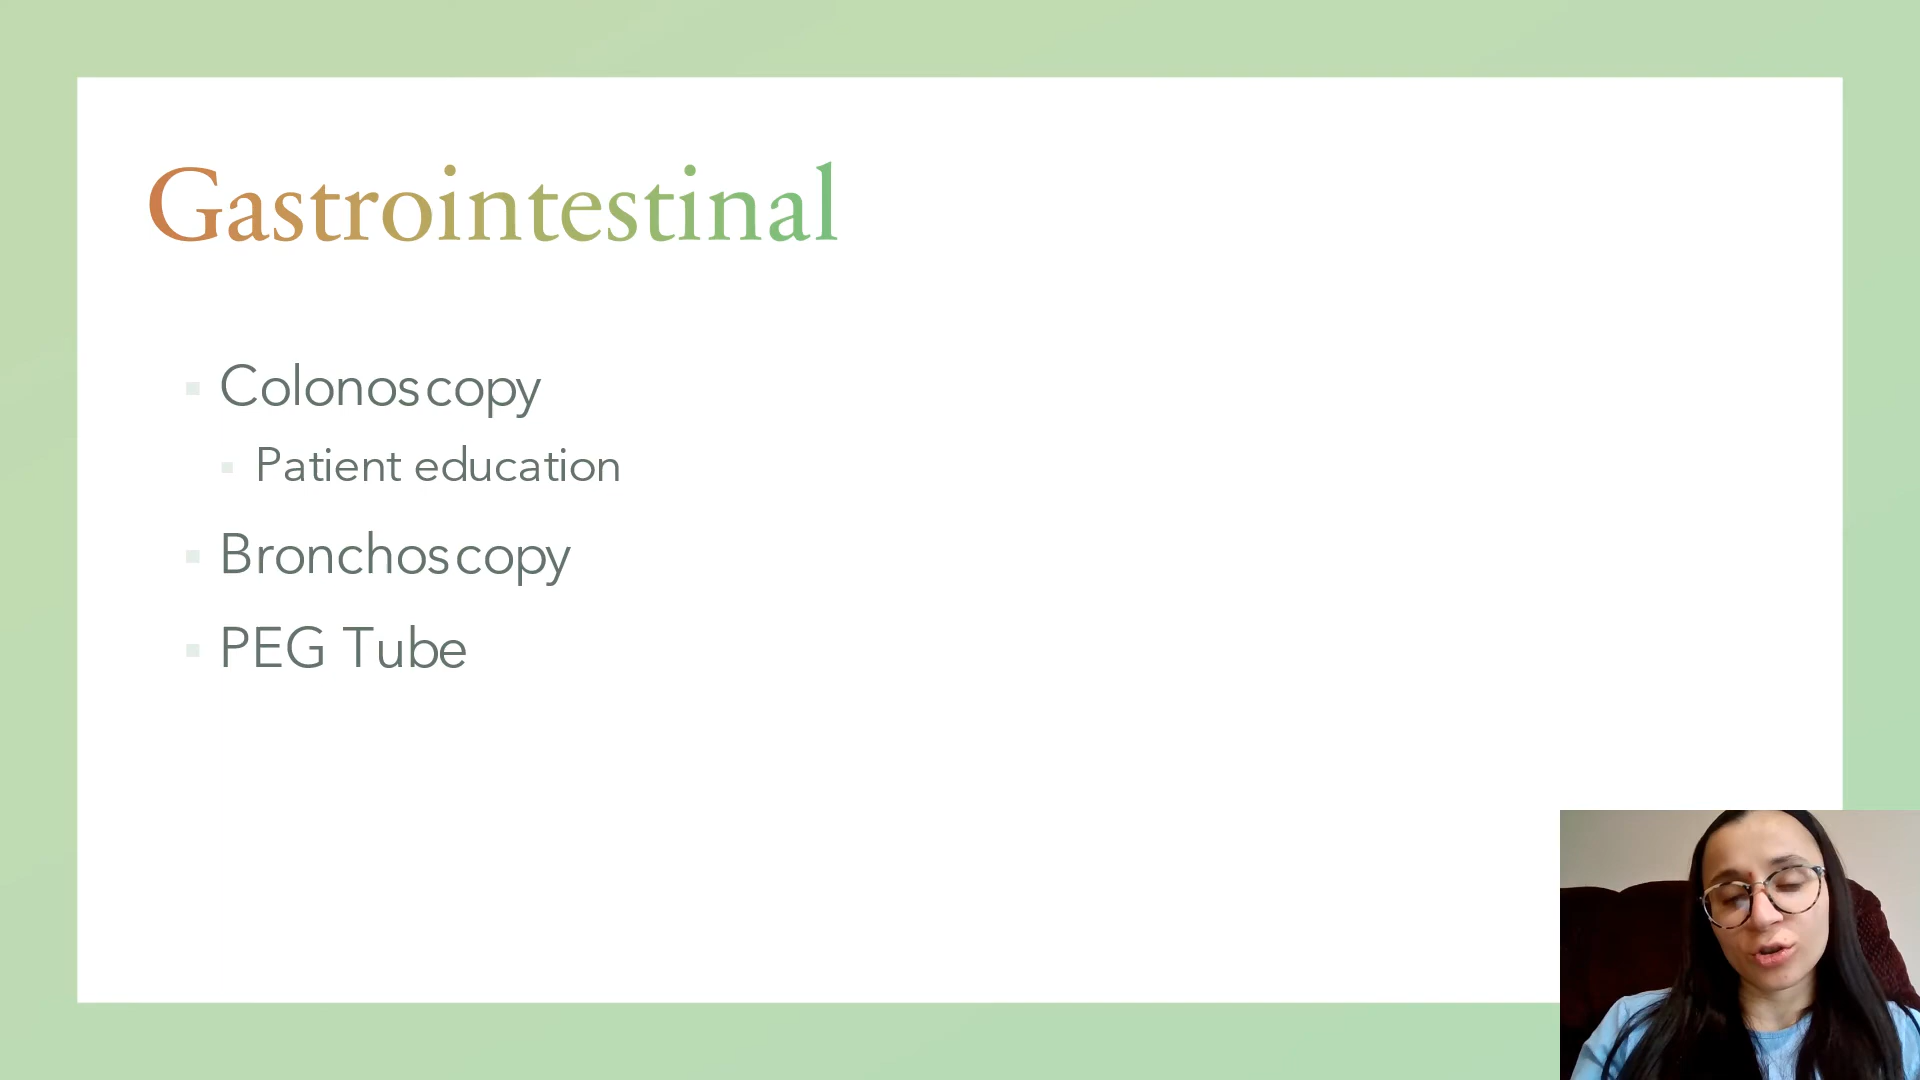 Gastrointestinal
Colonoscopy
Patient education
Bronchoscopy
PEG Tube